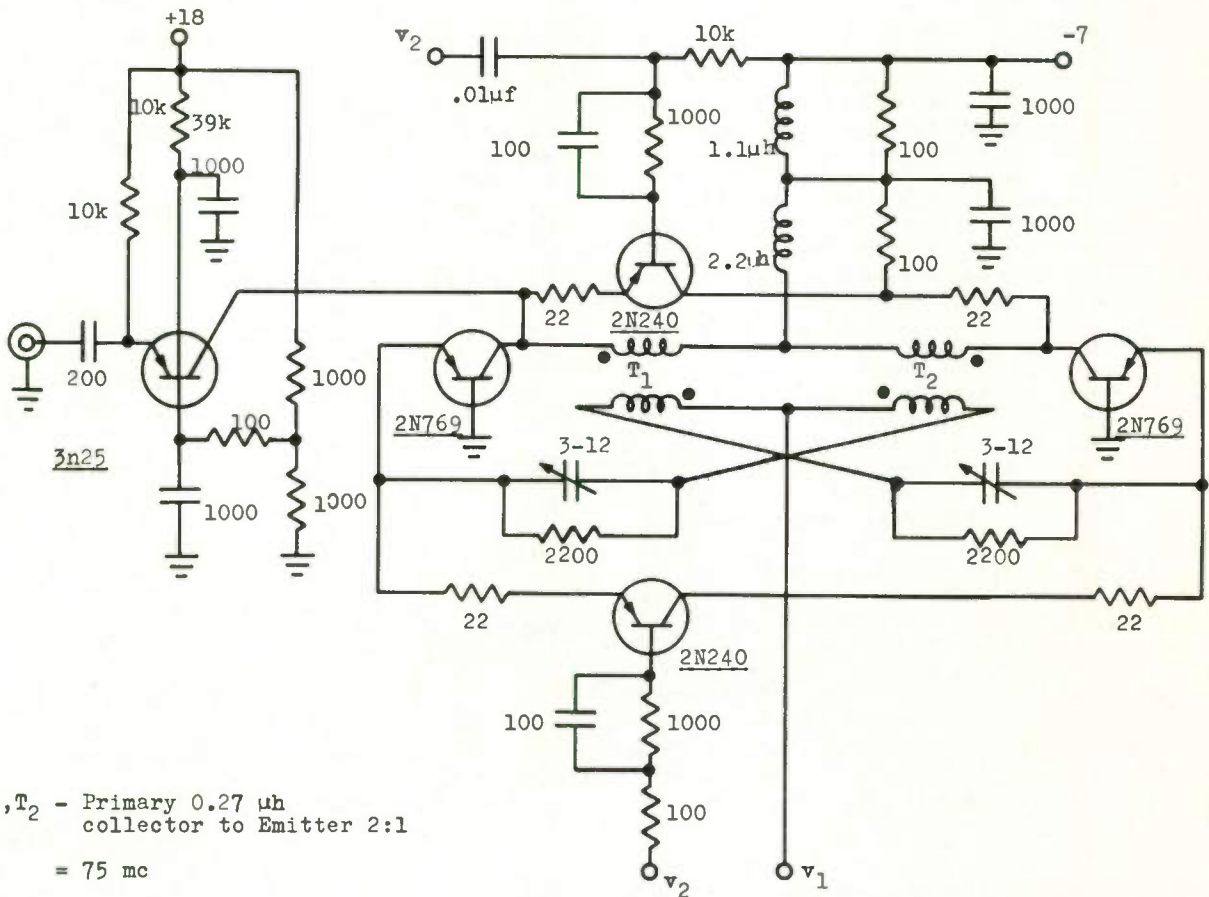 +18
v2
10k
-7
.01µf
10k
39k
1000
1000
100
1.1µh
100
1000
10k
1000
2.2µh
100
22
2N240
22
200
T1
T2
1000
2N769
2N769
100
3n25
3-12
3-12
1000
1000
2200
2200
22
22
2N240
100
1000
,T2 - Primary 0.27 µh
collector to Emitter 2:1
100
= 75 mc
v2
v1